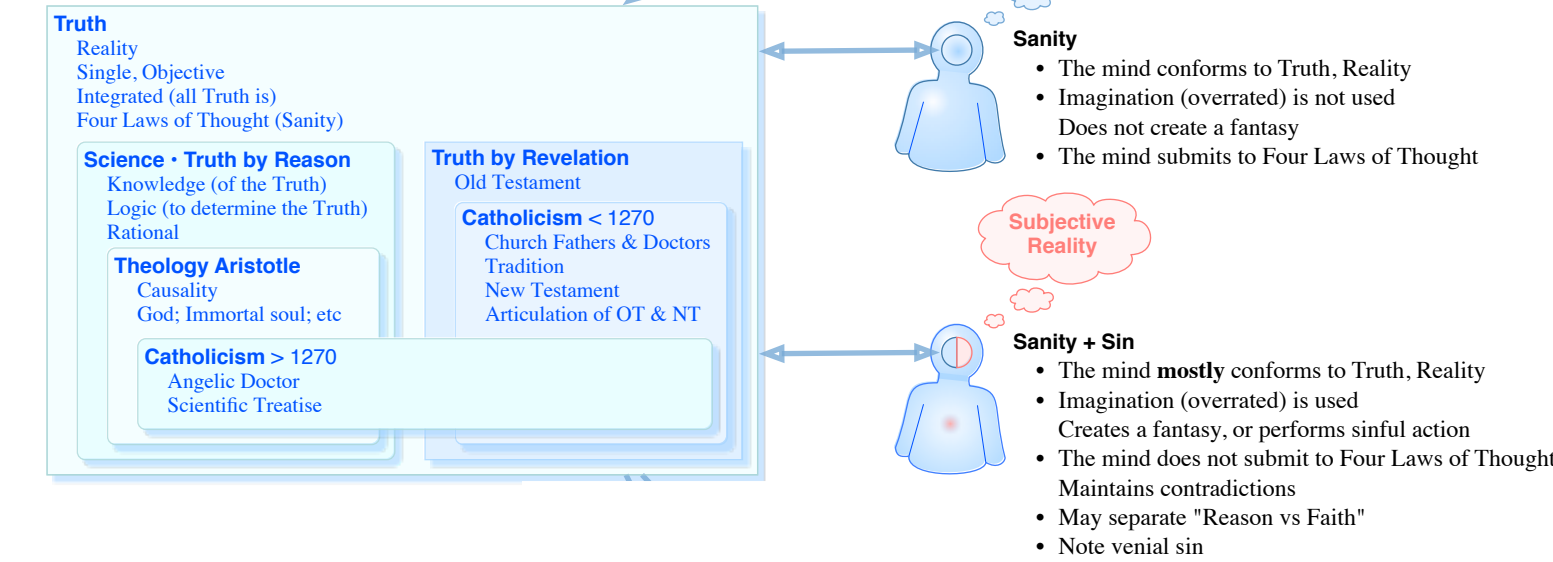 Truth
Reality
Single, Objective
Integrated (all Truth is)
Four Laws of Thought (Sanity)
Science • Truth by Reason
Knowledge (of the Truth)
Logic (to determine the Truth)
Rational
Theology Aristotle
Causality
God; Immortal soul; etc
Truth by Revelation
Old Testament
Catholicism < 1270
Church Fathers & Doctors
Tradition
New Testament
Articulation of OT & NT
Catholicism > 1270
Angelic Doctor
Scientific Treatise
Sanity
• The mind conforms to Truth, Reality
• Imagination (overrated) is not used
Does not create a fantasy
• The mind submits to Four Laws of Thought
Subjective
Reality
Sanity + Sin
• The mind mostly conforms to Truth, Reality
• Imagination (overrated) is used
Creates a fantasy, or performs sinful action
• The mind does not submit to Four Laws of Thought
Maintains contradictions
• May separate "Reason vs Faith"
• Note venial sin